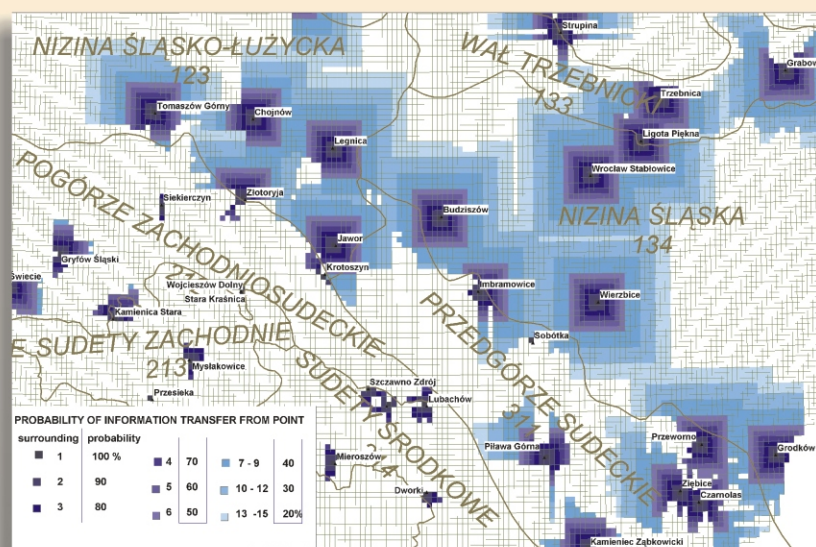 Strupina
NIZINA ŚLĄSKO-ŁUŻYCKA
123
WAŁ TRZEBNICKI
133
Grabow
Tomaszów Górny
Chojnów
Trzebnica
Legnica
Ligota Piękna
Wrocław Stabłowice
POGÓRZE ZACHODNIOSUDECKIE
Siekierczyn
Złotoryja
Budziszów
NIZINA ŚLĄSKA
134
Jawor
Gryfów Śląski
Krotoszyn
Świecie
Wojcieszów Dolny
Stara Kraśnica
Imbramowice
Wierzbice
Kamienica Stara
PRZEDGÓRZE SUDECKIE
311
Sobótka
E SUDETY ZACHODNIE
213
Mysłakowice
SUDETY ŚRODKOWE
Przesieka
Szczawno Zdrój
Lubachów
PROBABILITY OF INFORMATION TRANSFER FROM POINT
surrounding probability
1 100 %
2 90
3 80
4 70
5 60
6 50
7 - 9 40
10 - 12 30
13 -15 20%
Przeworno
Piława Górna
Grodków
Mieroszów
Ziębice
Dworki
Czarnolas
Kamieniec Ząbkowicki